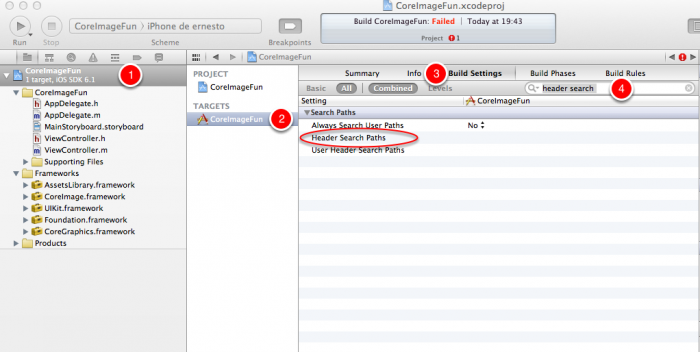 CoreImageFun.xcodeproj
CoreImageFun
iPhone de ernesto
Build CoreImageFun: Failed
Today at 19:43
Project
1
Run
Stop
Scheme
Breakpoints
CoreImageFun
CoreImageFun
1 target, iOS SDK 6.1
1
CoreImageFun
AppDelegate.h
AppDelegate.m
MainStoryboard.storyboard
ViewController.h
ViewController.m
Supporting Files
Frameworks
AssetsLibrary.framework
CoreImage.framework
UIKit.framework
Foundation.framework
CoreGraphics.framework
Products
PROJECT
CoreImageFun
TARGETS
CoreImageFun
2
Summary
Info
3
Build Settings
Build Phases
Build Rules
Basic
All
Combined
Levels
header search
4
Setting
CoreImageFun
Search Paths
Always Search User Paths
No
Header Search Paths
User Header Search Paths